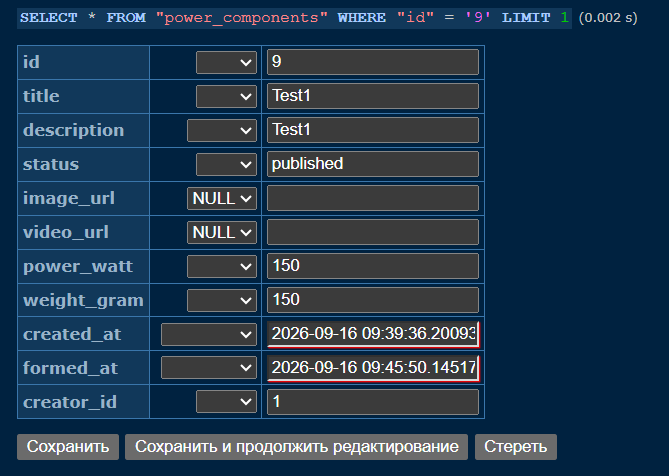 SELECT * FROM "power_components" WHERE "id" = '9' LIMIT 1 (0.002 s)
id 9
title Test1
description Test1
status published
image_url NULL
video_url NULL
power_watt 150
weight_gram 150
created_at 2026-09-16 09:39:36.20093
formed_at 2026-09-16 09:45:50.14517
creator_id 1
Сохранить Сохранить и продолжить редактирование Стереть